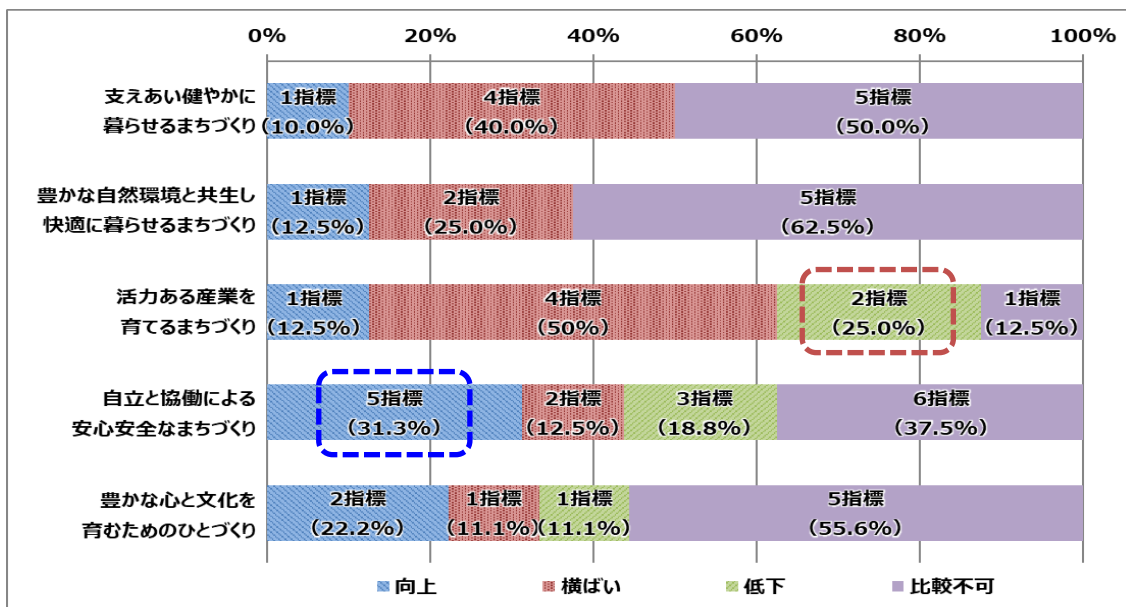 0%
20%
40%
60%
80%
100%
支えあい健やかに
暮らせるまちづくり
1指標
(10.0%)
4指標
(40.0%)
5指標
(50.0%)
豊かな自然環境と共生し
快適に暮らせるまちづくり
1指標
(12.5%)
2指標
(25.0%)
5指標
(62.5%)
活力ある産業を
育てるまちづくり
1指標
(12.5%)
4指標
(50%)
2指標
(25.0%)
1指標
(12.5%)
自立と協働による
安心安全なまちづくり
5指標
(31.3%)
2指標
(12.5%)
3指標
(18.8%)
6指標
(37.5%)
豊かな心と文化を
育むためのひとづくり
2指標
(22.2%)
1指標
(11.1%)
1指標
(11.1%)
5指標
(55.6%)
向上
横ばい
低下
比較不可